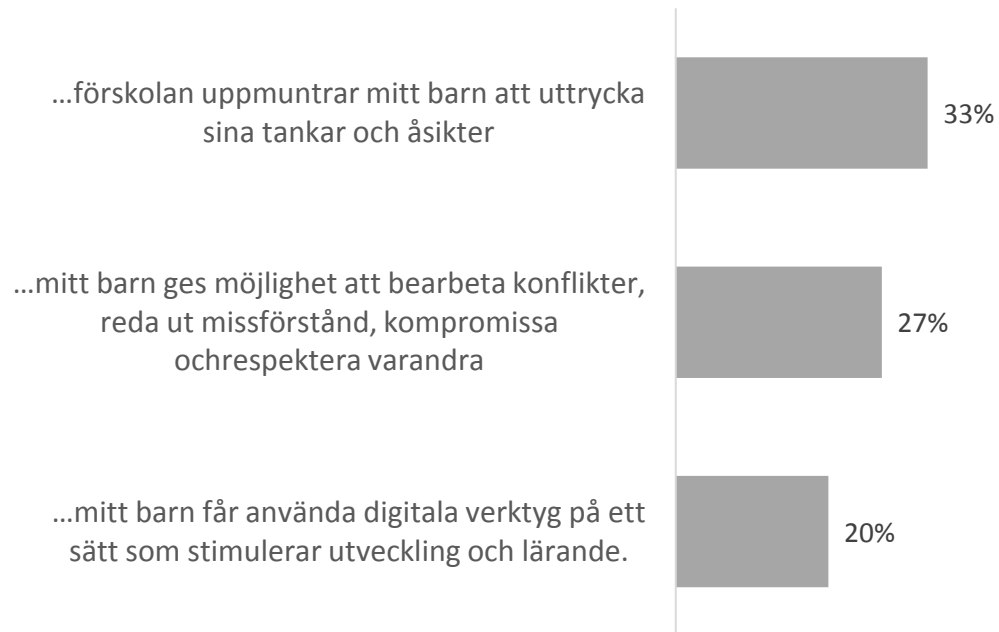 ...förskolan uppmuntrar mitt barn att uttrycka
sina tankar och åsikter
33%
...mitt barn ges möjlighet att bearbeta konflikter,
reda ut missförstånd, kompromissa
ochrespektera varandra
27%
...mitt barn får använda digitala verktyg på ett
sätt som stimulerar utveckling och lärande.
20%